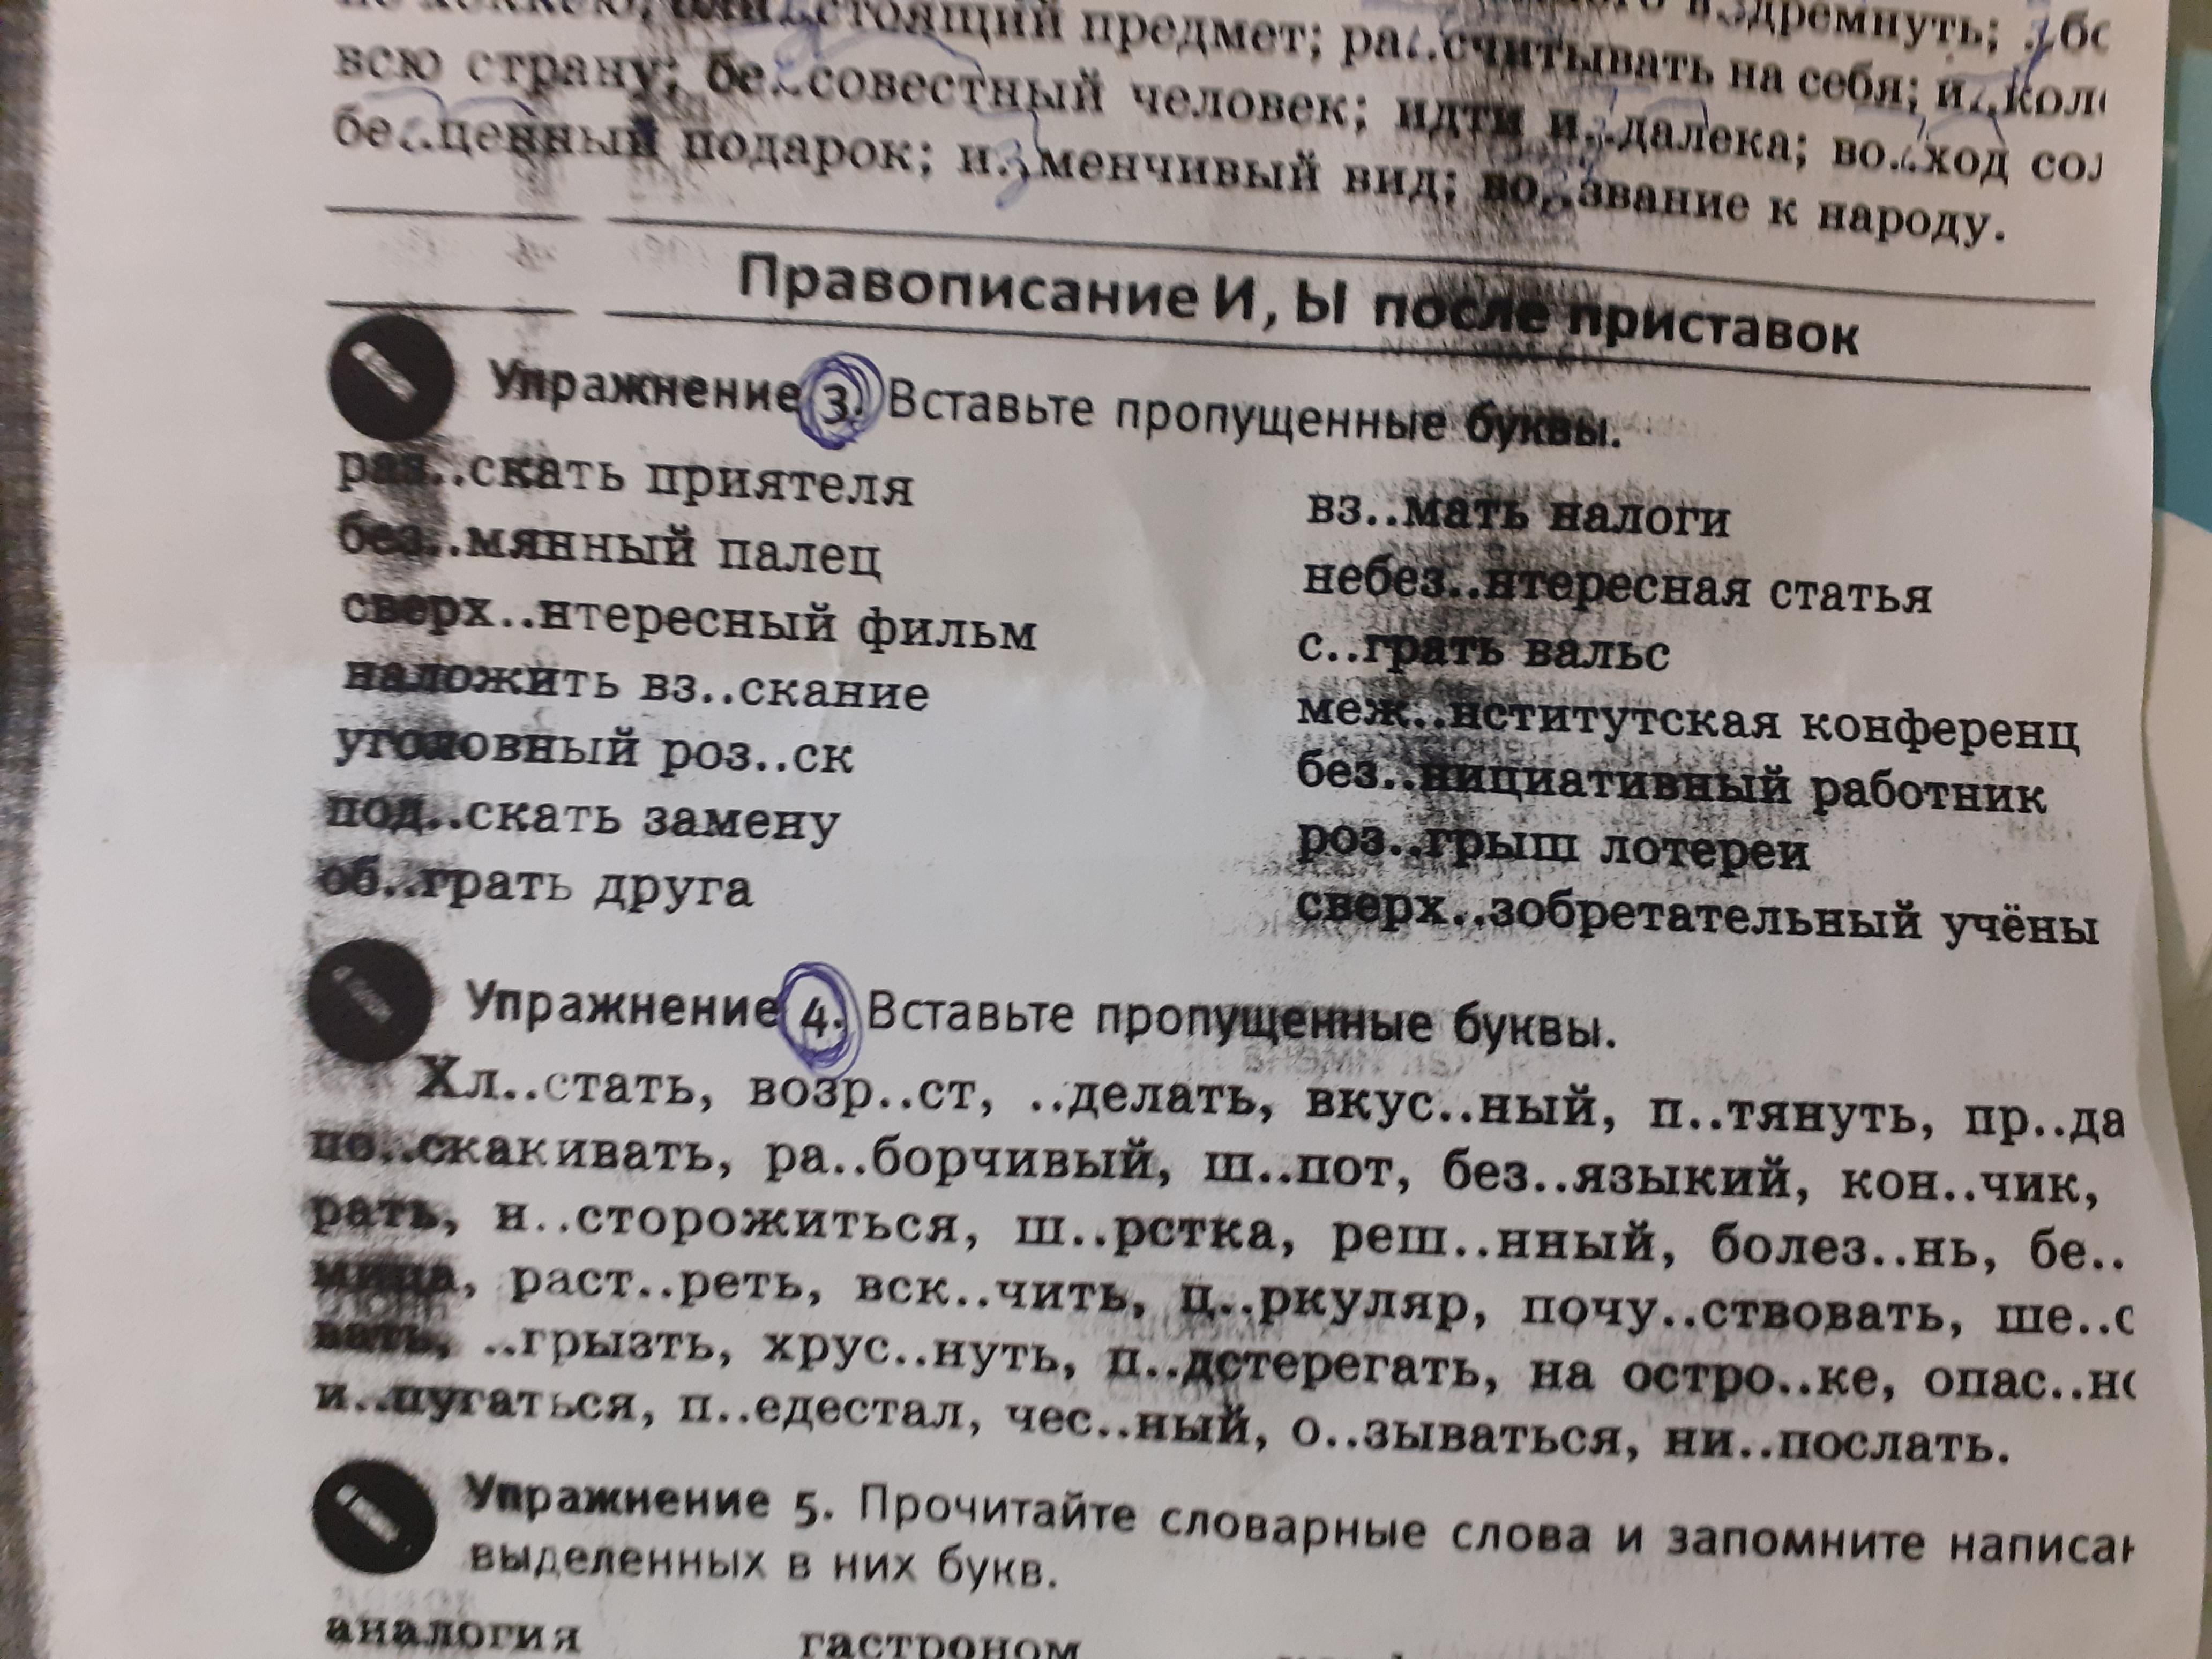 стоящий предмет; ра..считывать на себя;
всю страну; бе..совестный человек; идти и..далека; во..ход
бе..ценный подарок; и..менчивый вид; во..звание к народу.
Правописание И, Ы после приставок
Упражнение 3. Вставьте пропущенные буквы.
раз..скать приятеля
без..мянный палец
сверх..нтересный фильм
наложить вз..скание
уголовный роз..ск
под..скать замену
об..грать друга
вз..мать налоги
небез..нтересная статья
с..грать вальс
меж..нститутская конференц
без..нициативный работник
роз..грыш лотереи
сверх..зобретательный учёны
Упражнение 4. Вставьте пропущенные буквы.
Хл..стать, возр..ст, ..делать, вкус..ный, п..тянуть, пр..да
по..скакивать, ра..борчивый, ш..пот, без..языкий, кон..чик,
рать, н..сторожиться, ш..рстка, реш..нный, болез..нь, бе..
мица, раст..реть, вск..чить, ц..ркуляр, почу..ствовать, ше..с
вать, ..грызть, хрус..нуть, п..дстерегать, на остро..ке, опас..но
и..пугаться, п..едестал, чес..ный, о..зываться, ни..послать.
Упражнение 5. Прочитайте словарные слова и запомните написан
выделенных в них букв.
аналогия гастроном